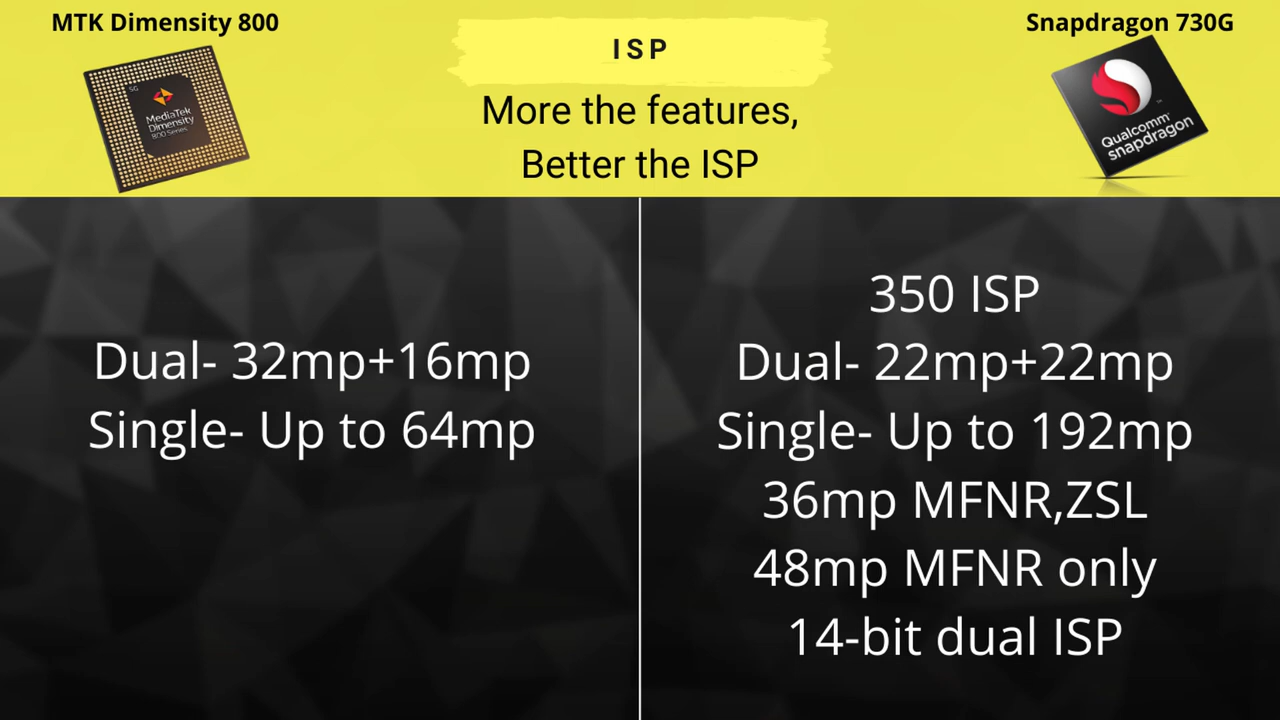 MTK Dimensity 800
5G
MediaTek
Dimensity
800 Series
ISP
More the features,
Better the ISP
Snapdragon 730G
Qualcomm
snapdragon
Dual- 32mp+16mp
Single- Up to 64mp
350 ISP
Dual- 22mp+22mp
Single- Up to 192mp
36mp MFNR,ZSL
48mp MFNR only
14-bit dual ISP